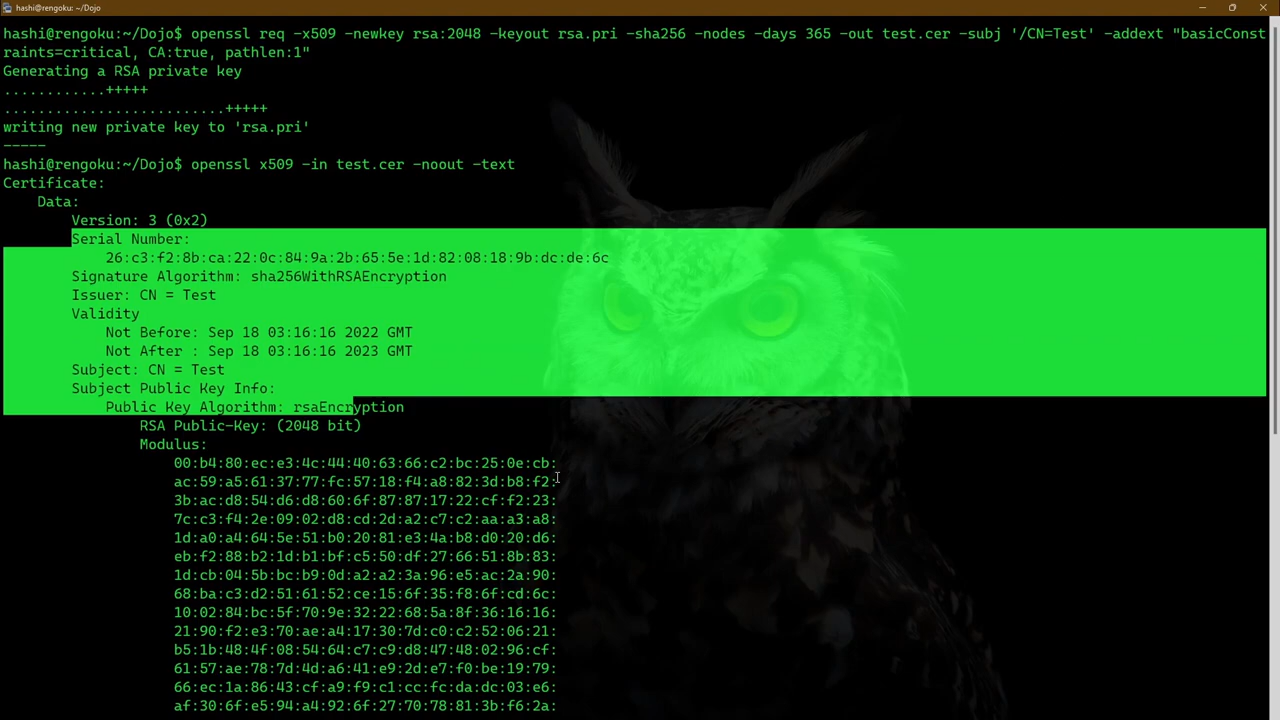 hashi@rengoku: ~/Dojo
hashi@rengoku:~/Dojo$ openssl req -x509 -newkey rsa:2048 -keyout rsa.pri -sha256 -nodes -days 365 -out test.cer -subj '/CN=Test' -addext "basicConst
raints=critical, CA:true, pathlen:1"
Generating a RSA private key
............+++++
..........................+++++
writing new private key to 'rsa.pri'
-----
hashi@rengoku:~/Dojo$ openssl x509 -in test.cer -noout -text
Certificate:
Data:
Version: 3 (0x2)
Serial Number:
26:c3:f2:8b:ca:22:0c:84:9a:2b:65:5e:1d:82:08:18:9b:dc:de:6c
Signature Algorithm: sha256WithRSAEncryption
Issuer: CN = Test
Validity
Not Before: Sep 18 03:16:16 2022 GMT
Not After : Sep 18 03:16:16 2023 GMT
Subject: CN = Test
Subject Public Key Info:
Public Key Algorithm: rsaEncryption
RSA Public-Key: (2048 bit)
Modulus:
00:b4:80:ec:e3:4c:44:40:63:66:c2:bc:25:0e:cb:
ac:59:a5:61:37:77:fc:57:18:f4:a8:82:3d:b8:f2:
3b:ac:d8:54:d6:d8:60:6f:87:87:17:22:cf:f2:23:
7c:c3:f4:2e:09:02:d8:cd:2d:a2:c7:c2:aa:a3:a8:
1d:a0:a4:64:5e:51:b0:20:81:e3:4a:b8:d0:20:d6:
eb:f2:88:b2:1d:b1:bf:c5:50:df:27:66:51:8b:83:
1d:cb:04:5b:bc:b9:0d:a2:a2:3a:96:e5:ac:2a:90:
68:ba:c3:d2:51:61:52:ce:15:6f:35:f8:6f:cd:6c:
10:02:84:bc:5f:70:9e:32:22:68:5a:8f:36:16:16:
21:90:f2:e3:70:ae:a4:17:30:7d:c0:c2:52:06:21:
b5:1b:48:4f:08:54:64:c7:c9:d8:47:48:02:96:cf:
61:57:ae:78:7d:4d:a6:41:e9:2d:e7:f0:be:19:79:
66:ec:1a:86:43:cf:a9:f9:c1:cc:fc:da:dc:03:e6:
af:30:6f:e5:94:a4:92:6f:27:70:78:81:3b:f6:2a: